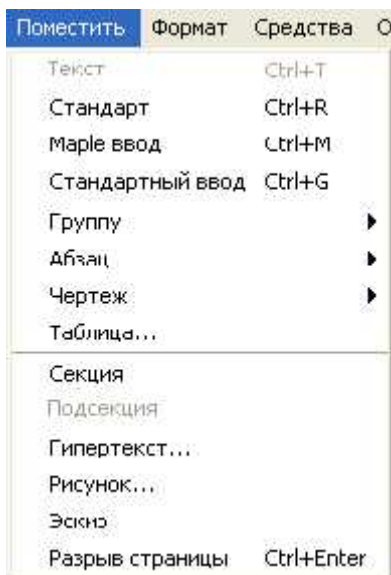 Поместить Формат Средства О
Текст Ctrl+T
Стандарт Ctrl+R
Maple ввод Ctrl+M
Стандартный ввод Ctrl+G
Группу
Абзац
Чертеж
Таблица...
Секция
Подсекция
Гипертекст...
Рисунок...
Эскиз
Разрыв страницы Ctrl+Enter